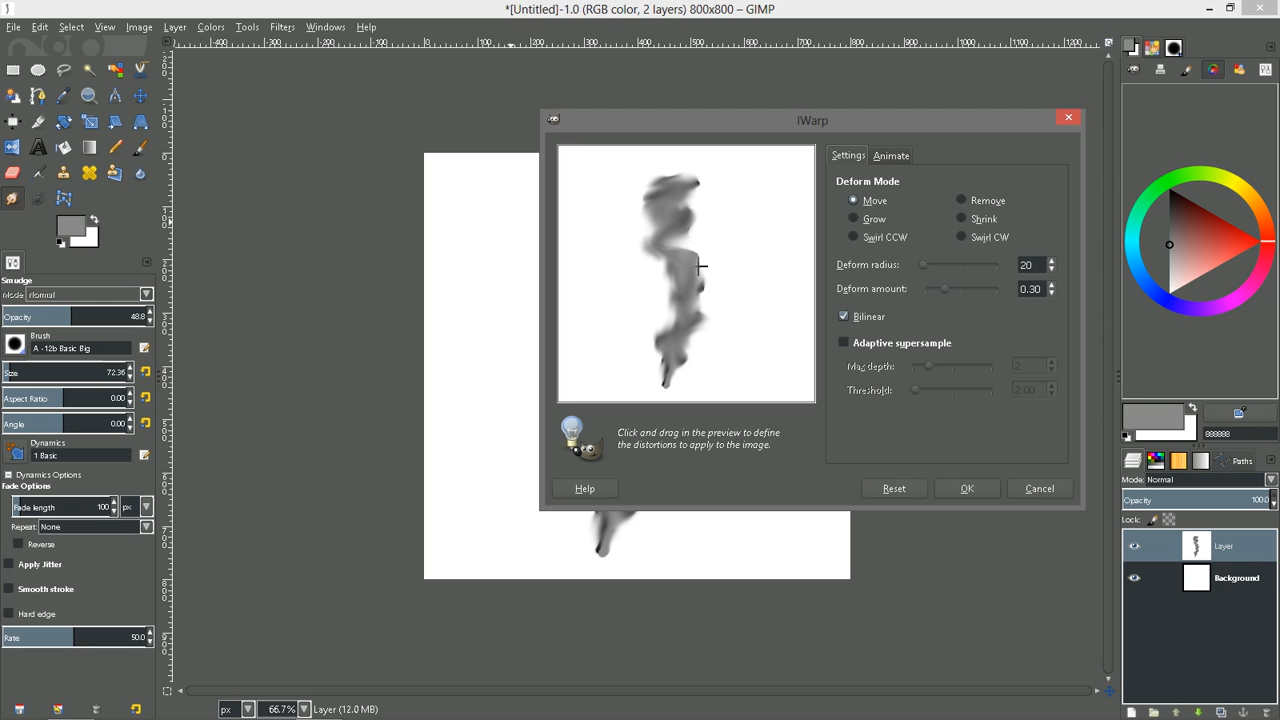 *[Untitled]-1.0 (RGB color, 2 layers) 800x800 – GIMP
File Edit Select View Image Layer Colors Tools Filters Windows Help
IWarp
Settings Animate
Deform Mode
Move Remove
Grow Shrink
Swirl CCW Swirl CW
Deform radius: 20
Deform amount: 0.30
Bilinear
Adaptive supersample
Max depth: 2
Threshold: 2.00
Click and drag in the preview to define
the distortions to apply to the image.
Help Reset OK Cancel
Smudge
Mode Normal
Opacity 48.8
Brush
A -12b Basic Big
Size 72.36
Aspect Ratio 0.00
Angle 0.00
Dynamics
1 Basic
Dynamics Options
Fade Options
Fade length 100 px
Repeat: None
Reverse
Apply Jitter
Smooth stroke
Hard edge
Rate 50.0
888888
Paths
Mode: Normal
Opacity 100.0
Lock:
Layer
Background
px 66.7% Layer (12.0 MB)